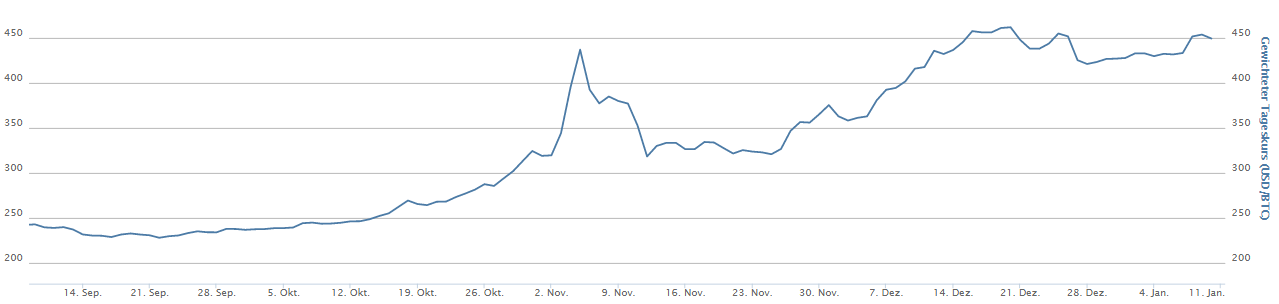 450
400
350
300
250
200
450
400
350
300
250
200
Gewichteter Tageskurs (USD/BTC)
14. Sep.
21. Sep.
28. Sep.
5. Okt.
12. Okt.
19. Okt.
26. Okt.
2. Nov.
9. Nov.
16. Nov.
23. Nov.
30. Nov.
7. Dez.
14. Dez.
21. Dez.
28. Dez.
4. Jan.
11. Jan.